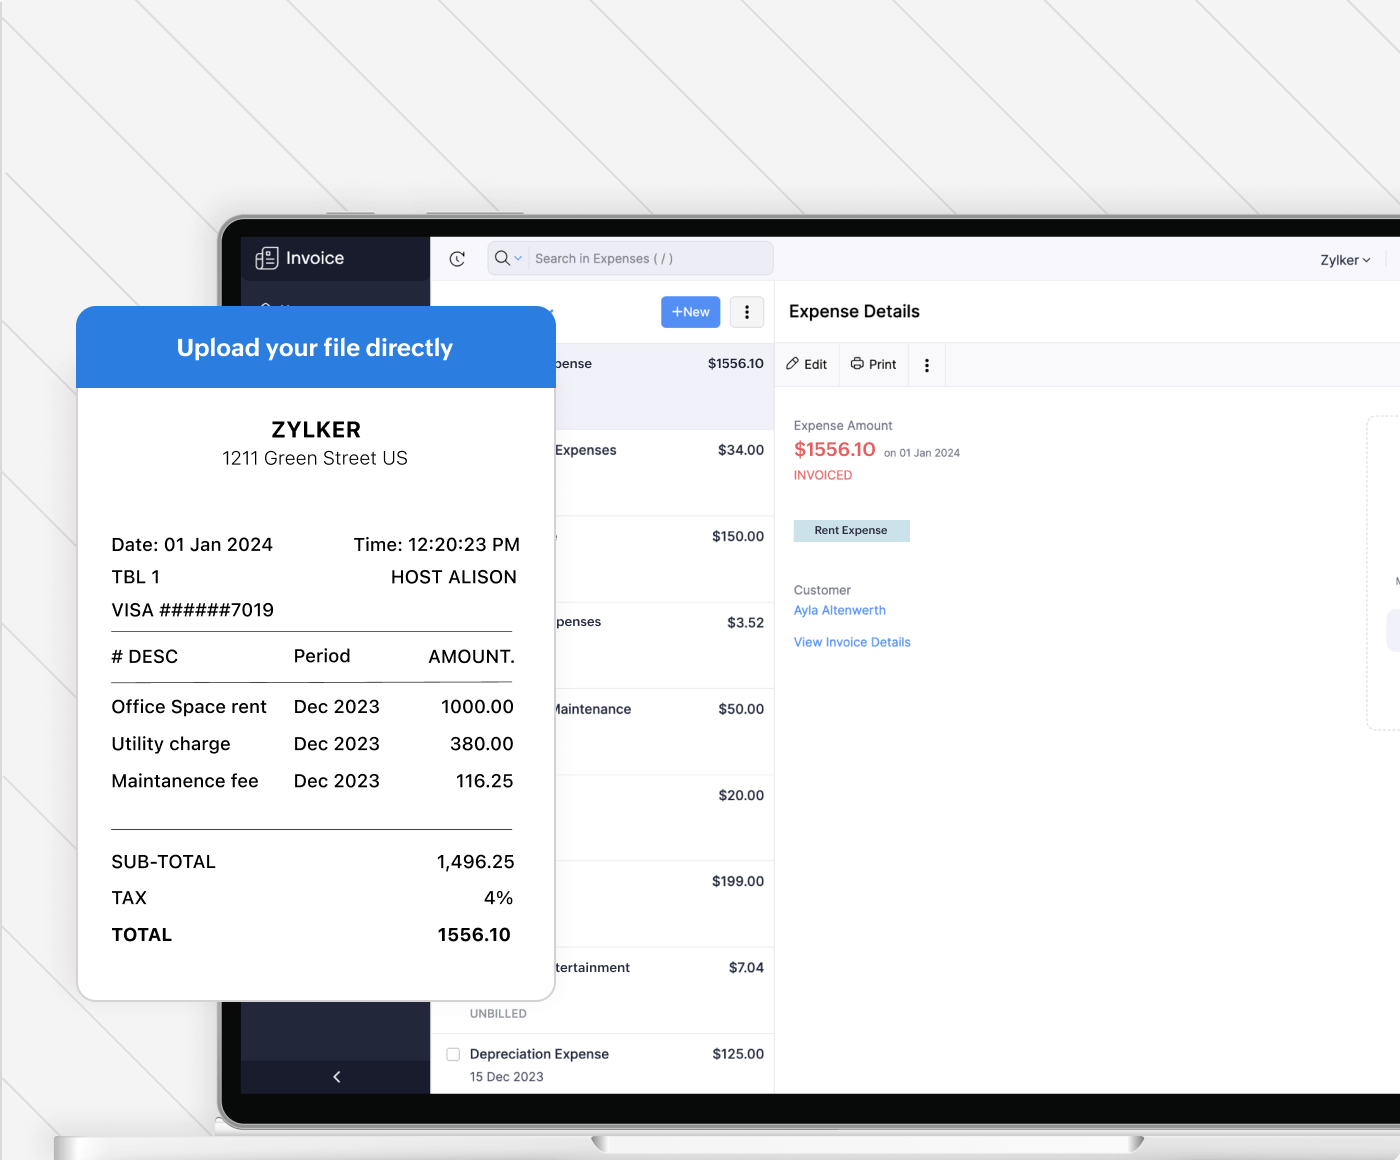 Invoice
Search in Expenses ( / )
Zylker
+New
Expense Details
Upload your file directly
$1556.10
Edit
Print
ZYLKER
1211 Green Street US
Expenses
$34.00
Expense Amount
$1556.10 on 01 Jan 2024
INVOICED
Date: 01 Jan 2024 Time: 12:20:23 PM
TBL 1 HOST ALISON
VISA ######7019
# DESC Period AMOUNT.
Office Space rent Dec 2023 1000.00
Utility charge Dec 2023 380.00
Maintanence fee Dec 2023 116.25
SUB-TOTAL 1,496.25
TAX 4%
TOTAL 1556.10
$150.00
$3.52
$50.00
$20.00
$199.00
$7.04
UNBILLED
Depreciation Expense $125.00
15 Dec 2023
Rent Expense
Customer
Ayla Altenwerth
View Invoice Details